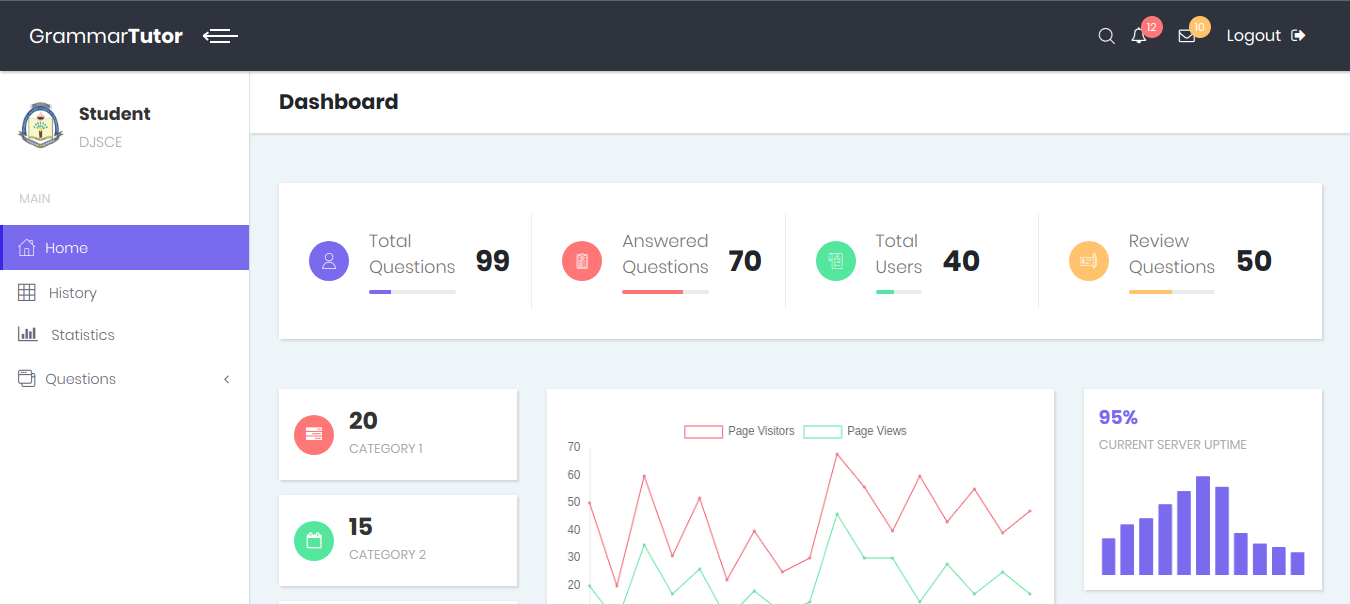 GrammarTutor
12
10
Logout
Student
DJSCE
MAIN
Home
History
Statistics
Questions
Dashboard
Total
Questions
99
Answered
Questions
70
Total
Users
40
Review
Questions
50
20
CATEGORY 1
15
CATEGORY 2
Page Visitors
Page Views
70
60
50
40
30
20
95%
CURRENT SERVER UPTIME